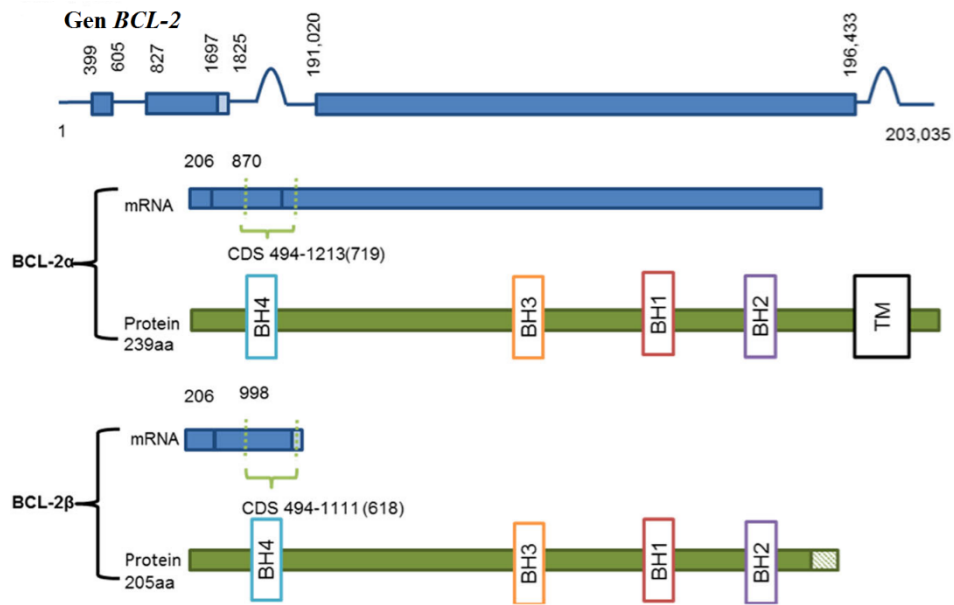 Gen BCL-2
399
605
827
1697
1825
191,020
196,433
1
203,035
206 870
mRNA
CDS 494-1213(719)
BCL-2α
BH4
BH3
BH1
BH2
TM
Protein
239aa
206 998
mRNA
CDS 494-1111(618)
BCL-2β
BH4
BH3
BH1
BH2
Protein
205aa